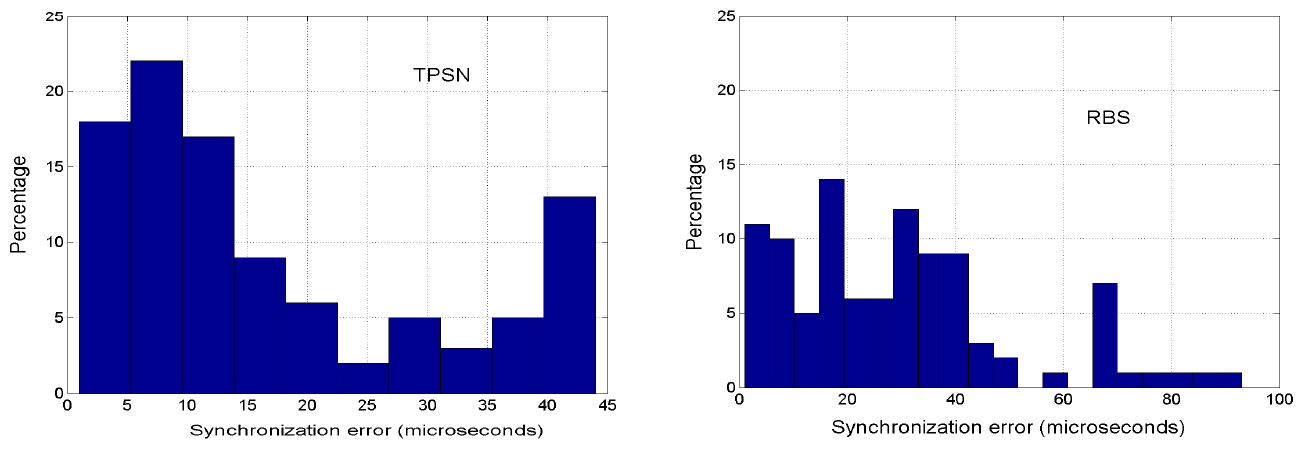 25
20
15
10
5
0
Percentage
TPSN
0 5 10 15 20 25 30 35 40 45
Synchronization error (microseconds)
25
20
15
10
5
0
Percentage
RBS
0 20 40 60 80 100
Synchronization error (microseconds)